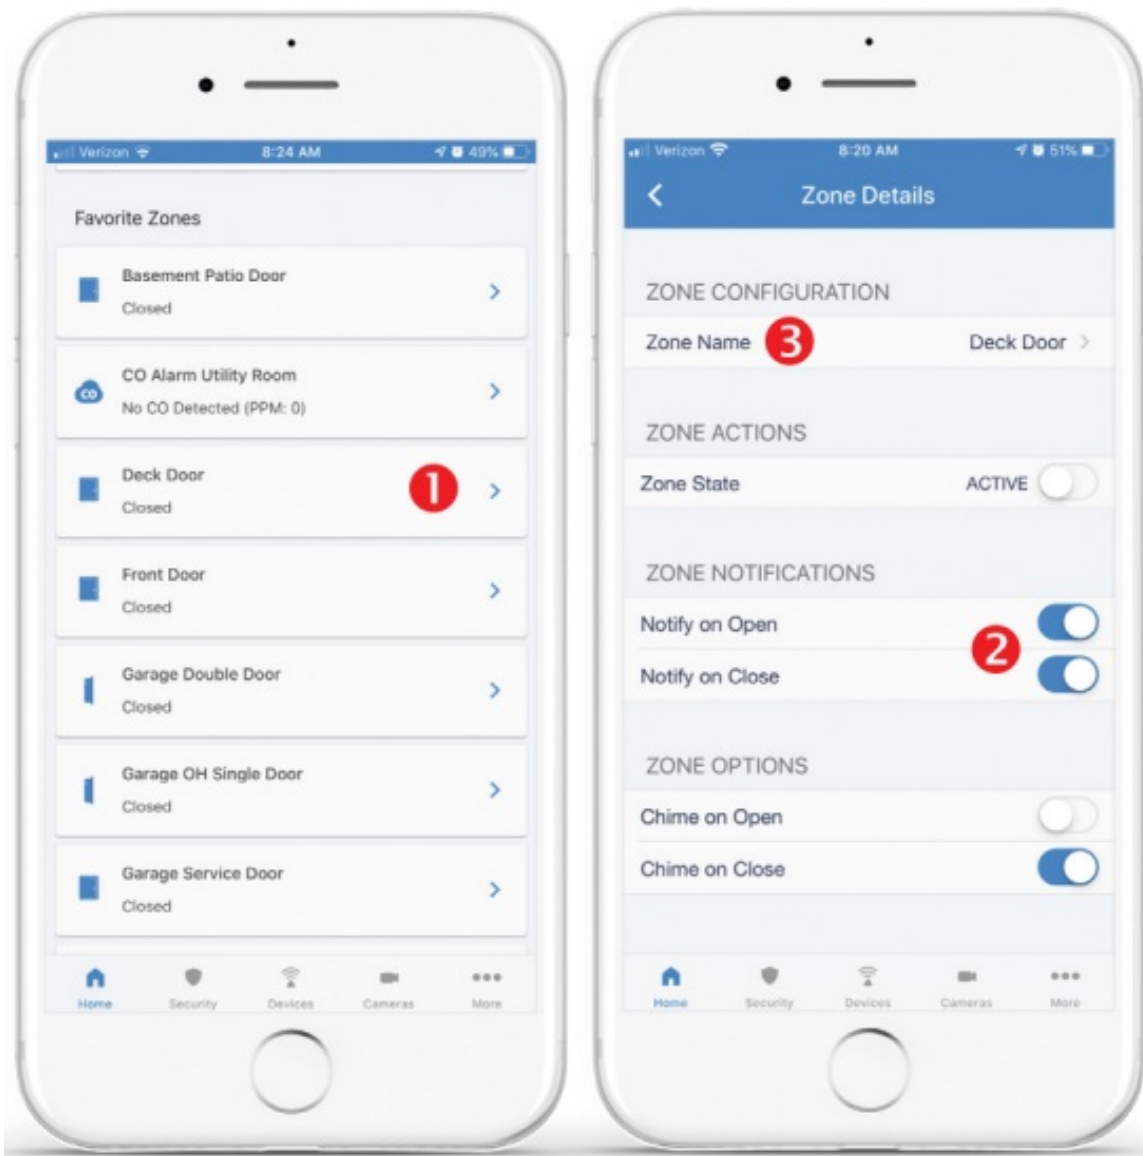 Verizon 8:24 AM 49%
Favorite Zones
Basement Patio Door
Closed
CO
CO Alarm Utility Room
No CO Detected (PPM: 0)
Deck Door
Closed
1
Front Door
Closed
Garage Double Door
Closed
Garage OH Single Door
Closed
Garage Service Door
Closed
Home Security Devices Cameras More
Verizon 8:20 AM 51%
Zone Details
ZONE CONFIGURATION
Zone Name 3 Deck Door
ZONE ACTIONS
Zone State ACTIVE
ZONE NOTIFICATIONS
Notify on Open
2
Notify on Close
ZONE OPTIONS
Chime on Open
Chime on Close
Home Security Devices Cameras More